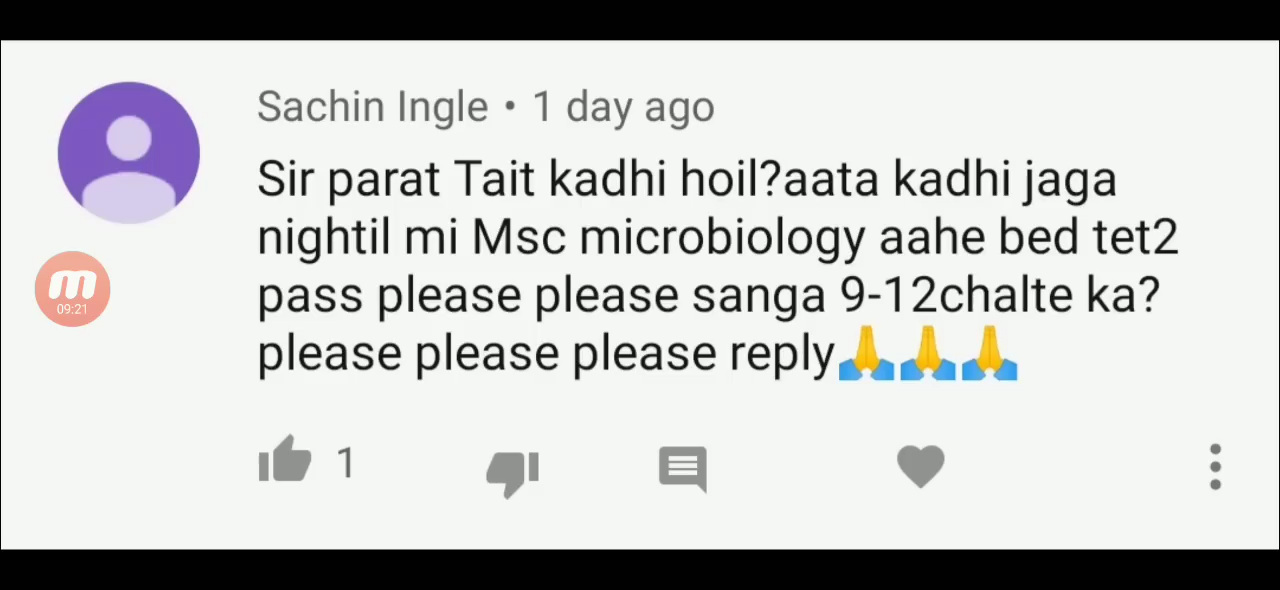 Sachin Ingle • 1 day ago
Sir parat Tait kadhi hoil?aata kadhi jaga
nightil mi Msc microbiology aahe bed tet2
pass please please sanga 9-12chalte ka?
please please please reply🙏🙏🙏
m
09:21
1